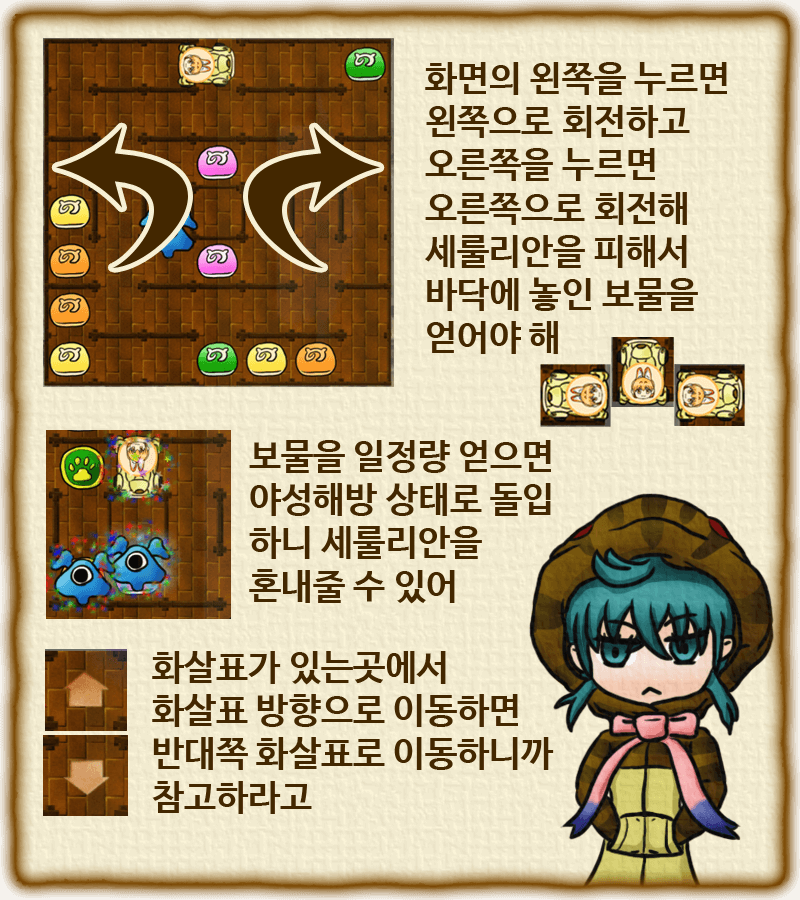 화면의 왼쪽을 누르면
왼쪽으로 회전하고
오른쪽을 누르면
오른쪽으로 회전해
세룰리안을 피해서
바닥에 놓인 보물을
얻어야 해
보물을 일정량 얻으면
야성해방 상태로 돌입
하니 세룰리안을
혼내줄 수 있어
화살표가 있는곳에서
화살표 방향으로 이동하면
반대쪽 화살표로 이동하니까
참고하라고